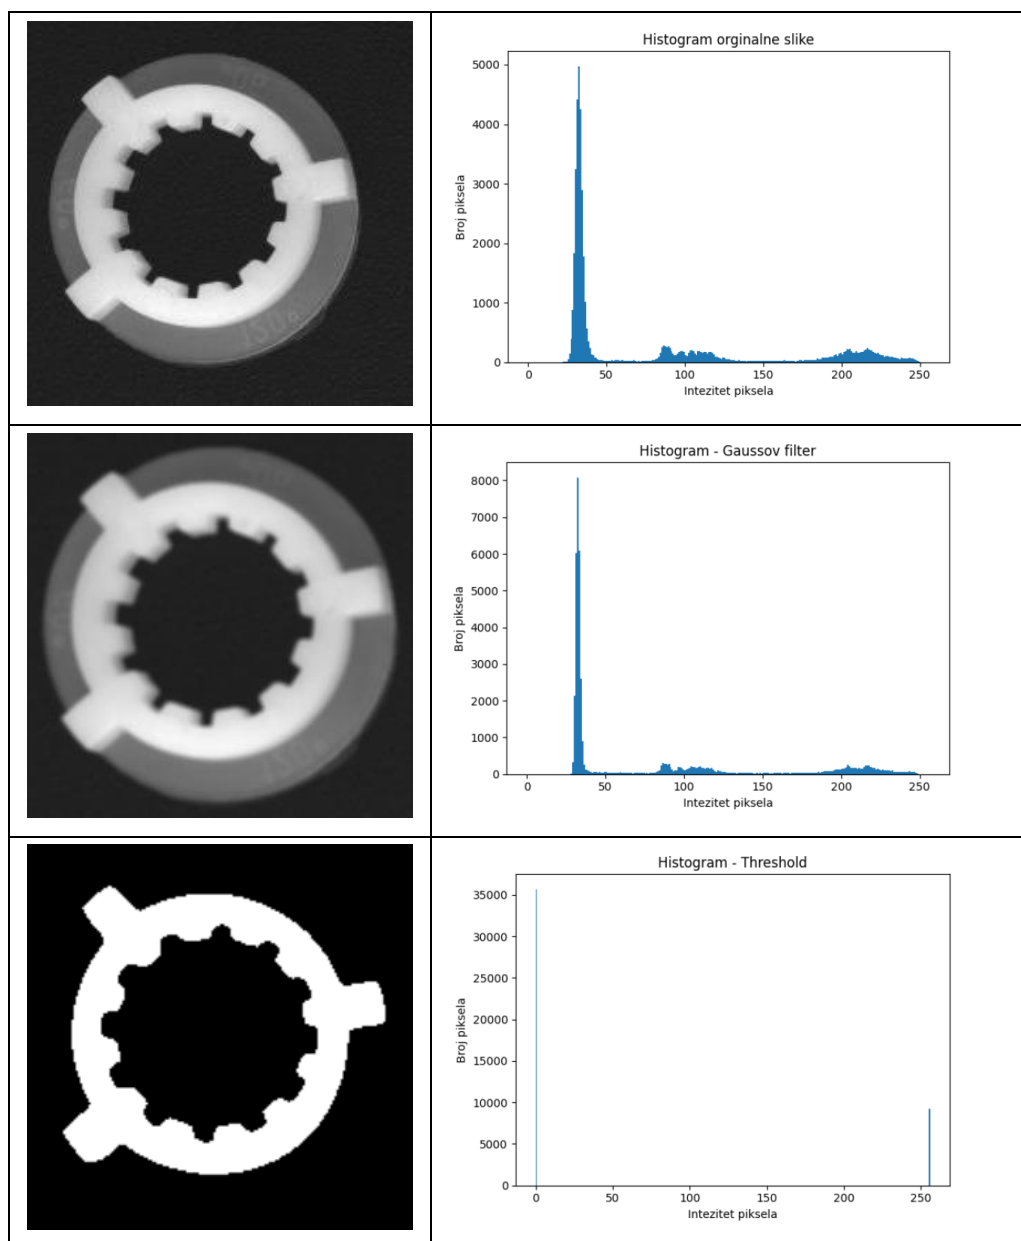 Histogram orginalne slike
5000
4000
3000
2000
1000
0
Broj piksela
0 50 100 150 200 250
Intezitet piksela
Histogram - Gaussov filter
8000
7000
6000
5000
4000
3000
2000
1000
0
Broj piksela
0 50 100 150 200 250
Intezitet piksela
Histogram - Threshold
35000
30000
25000
20000
15000
10000
5000
0
Broj piksela
0 50 100 150 200 250
Intezitet piksela